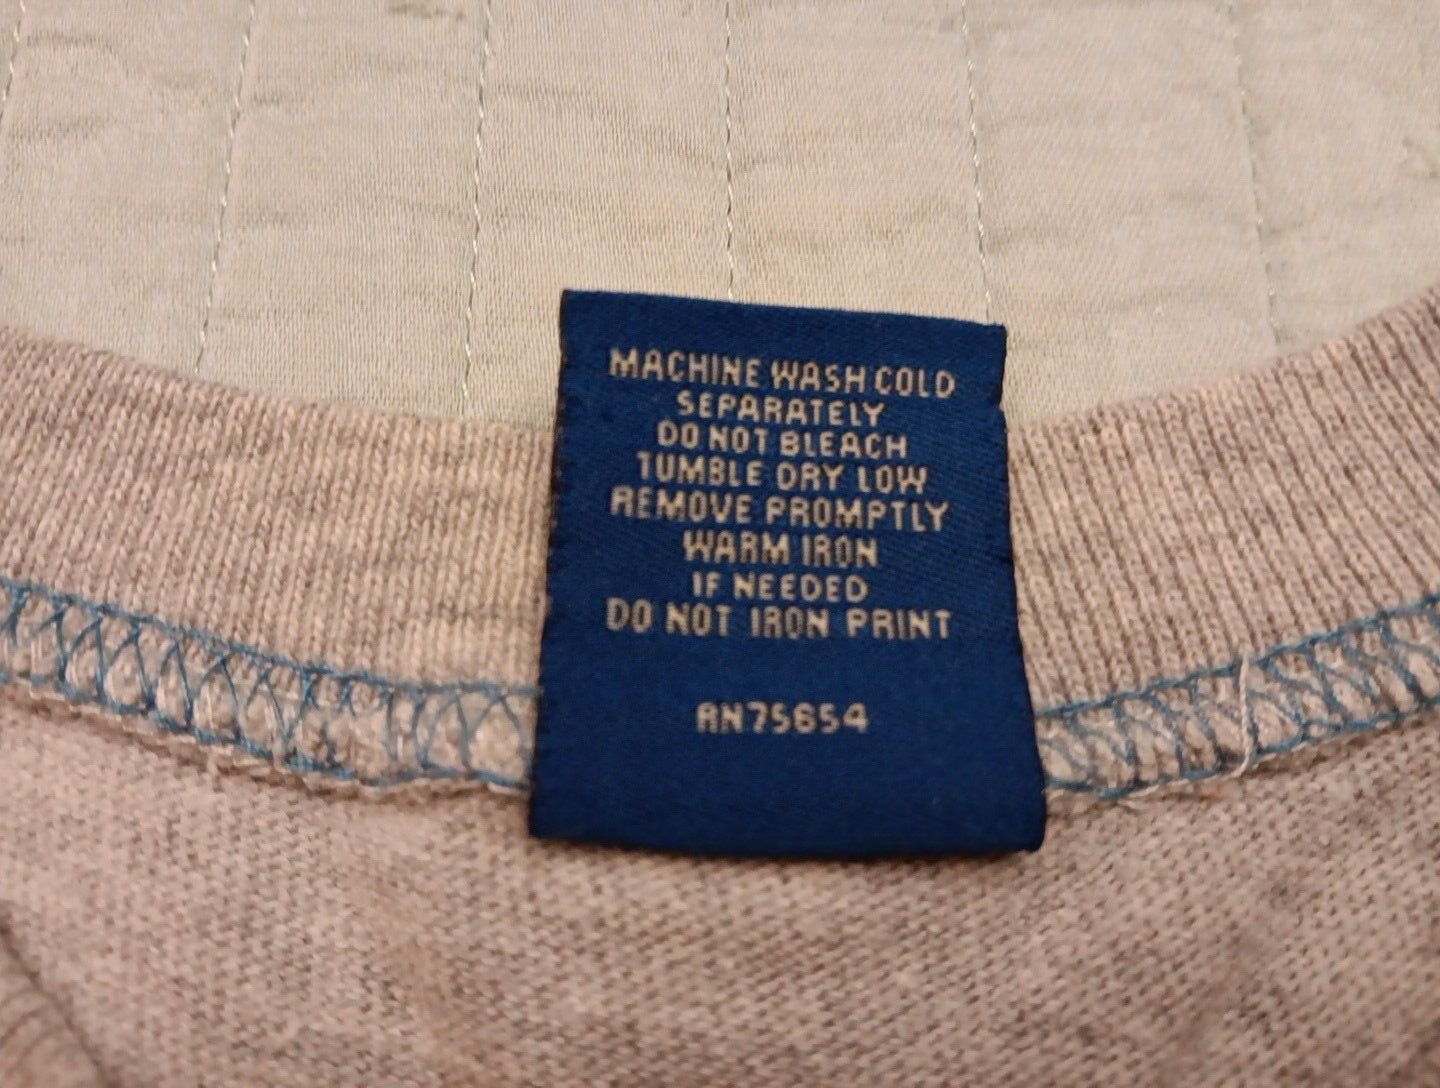 MACHINE WASH COLD
SEPARATELY
DO NOT BLEACH
TUMBLE DRY LOW
REMOVE PROMPTLY
WARM IRON
IF NEEDED
DO NOT IRON PRINT
RN75654